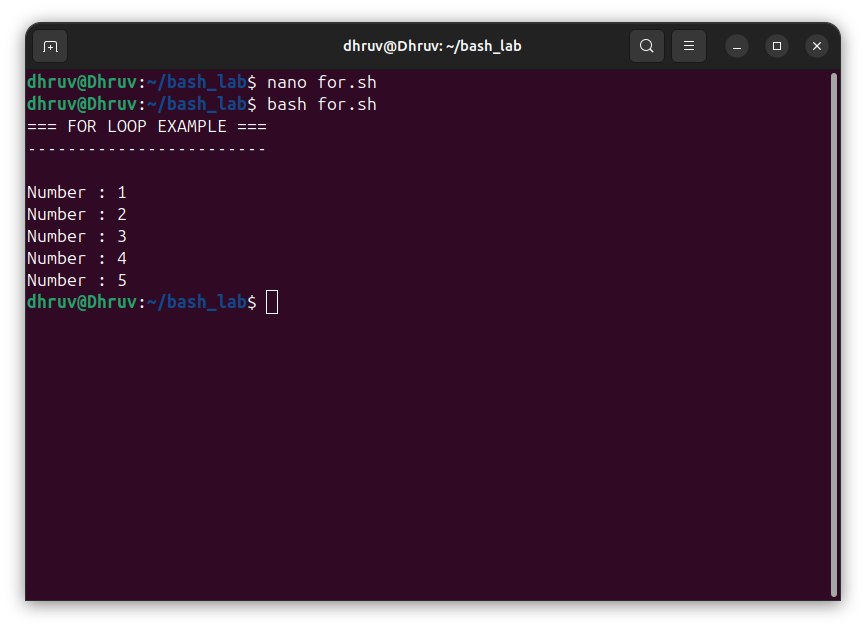 dhruv@Dhruv: ~/bash_lab
dhruv@Dhruv:~/bash_lab$ nano for.sh
dhruv@Dhruv:~/bash_lab$ bash for.sh
=== FOR LOOP EXAMPLE ===
------------------------
Number : 1
Number : 2
Number : 3
Number : 4
Number : 5
dhruv@Dhruv:~/bash_lab$